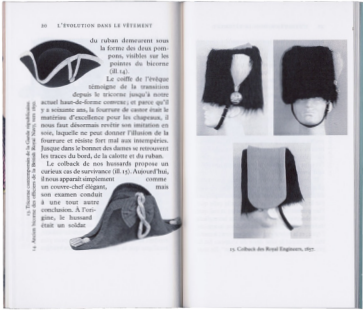 20 L'ÉVOLUTION DANS LE VÊTEMENT
du ruban demeurent sous
la forme des deux pom-
pons, visibles sur les
pointes du bicorne
(ill. 14).
Le coiffe de l'évêque
témoigne de la transition
depuis le tricorne jusqu'à notre
actuel haut-de-forme convexe ; et parce qu'il
y a soixante ans, la fourrure de castor était le
matériau d'excellence pour les chapeaux, il
nous faut désormais revêtir son imitation en
soie, laquelle ne peut donner l'illusion de la
fourrure et résiste fort mal aux intempéries.
Jusque dans le bonnet des dames se retrouvent
les traces du bord, de la calotte et du ruban.
Le colback de nos hussards propose un
curieux cas de survivance (ill. 15). Aujourd'hui,
il nous apparaît simplement comme
un couvre-chef élégant, mais
son examen conduit
à une tout autre
conclusion. À l'ori-
gine, le hussard
était un soldat
15. Colback des Royal Engineers, 1897.